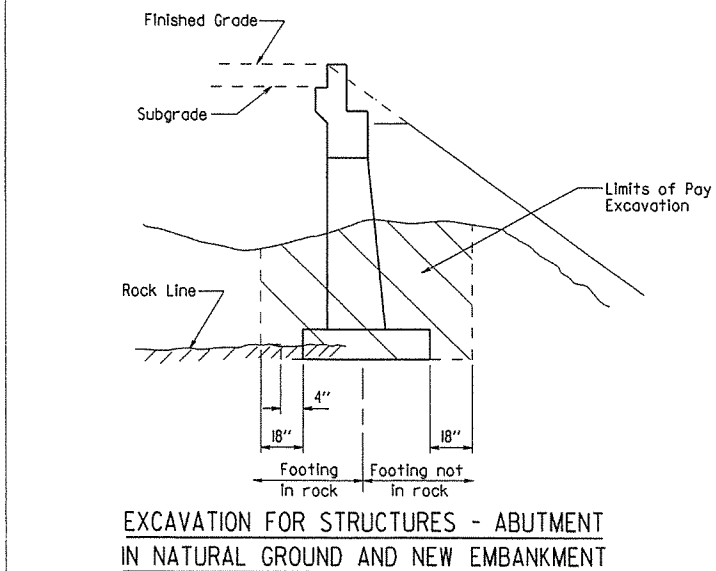 Finished Grade
Subgrade
Limits of Pay
Excavation
Rock Line
4"
18"
18"
Footing
in rock
Footing not
in rock
EXCAVATION FOR STRUCTURES - ABUTMENT
IN NATURAL GROUND AND NEW EMBANKMENT